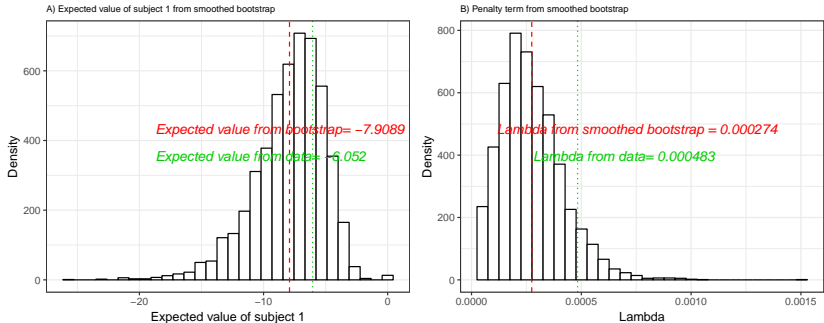 A) Expected value of subject 1 from smoothed bootstrap
Density
600
400
200
0
Expected value from bootstrap= −7.9089
Expected value from data= −6.052
−20
−10
0
Expected value of subject 1
B) Penalty term from smoothed bootstrap
Density
800
600
400
200
0
Lambda from smoothed bootstrap = 0.000274
Lambda from data= 0.000483
0.0000
0.0005
0.0010
0.0015
Lambda